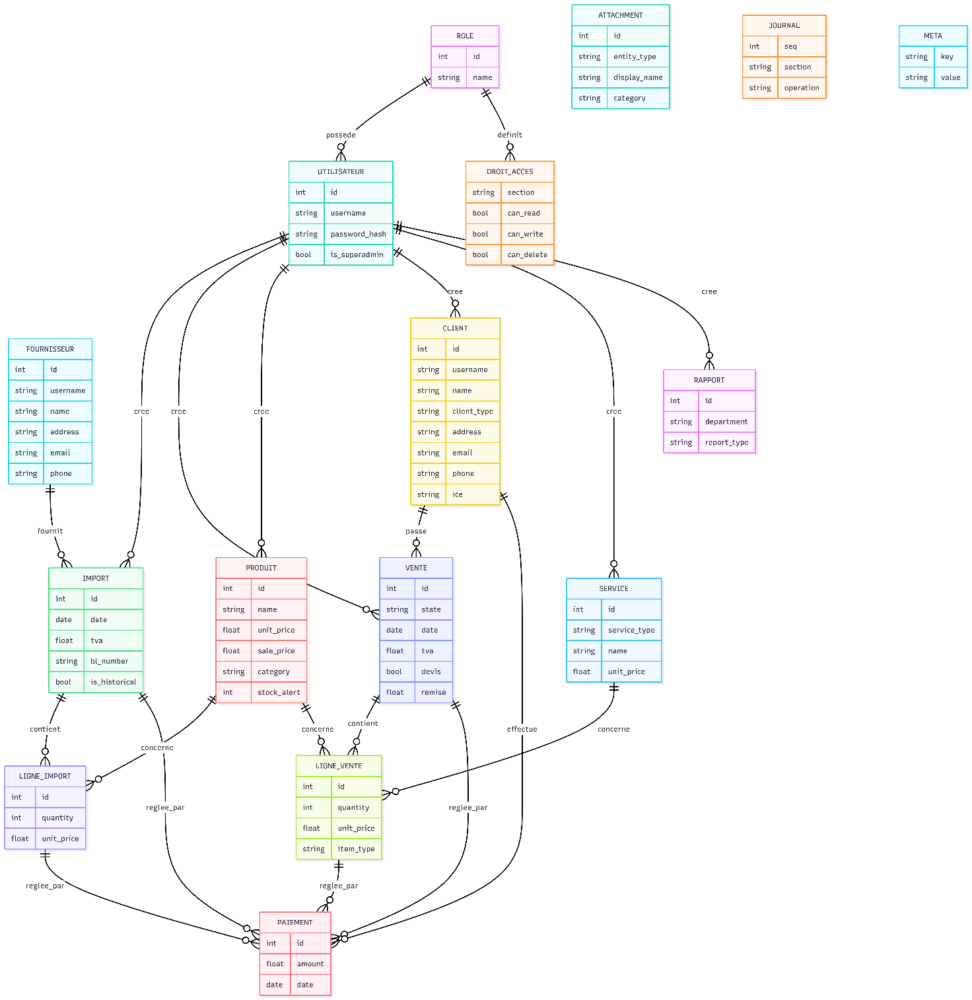 ATTACHMENT
int id
string entity_type
string display_name
string category
JOURNAL
int seq
string section
string operation
META
string key
string value
ROLE
int id
string name
possede
definit
UTILISATEUR
int id
string username
string password_hash
bool is_superadmin
DROIT_ACCES
string section
bool can_read
bool can_write
bool can_delete
cree
cree
CLIENT
int id
string username
string name
string client_type
string address
string email
string phone
string ice
FOURNISSEUR
int id
string username
string name
string address
string email
string phone
RAPPORT
int id
string department
string report_type
cree
cree
cree
cree
fournit
passe
IMPORT
int id
date date
float tva
string bl_number
bool is_historical
PRODUIT
int id
string name
float unit_price
float sale_price
string category
int stock_alert
VENTE
int id
string state
date date
float tva
bool devis
float remise
SERVICE
int id
string service_type
string name
float unit_price
contient
concerne
concerne
contient
effectue
concerne
LIGNE_IMPORT
int id
int quantity
float unit_price
LIGNE_VENTE
int id
int quantity
float unit_price
string item_type
reglee_par
reglee_par
reglee_par
reglee_par
PAIEMENT
int id
float amount
date date